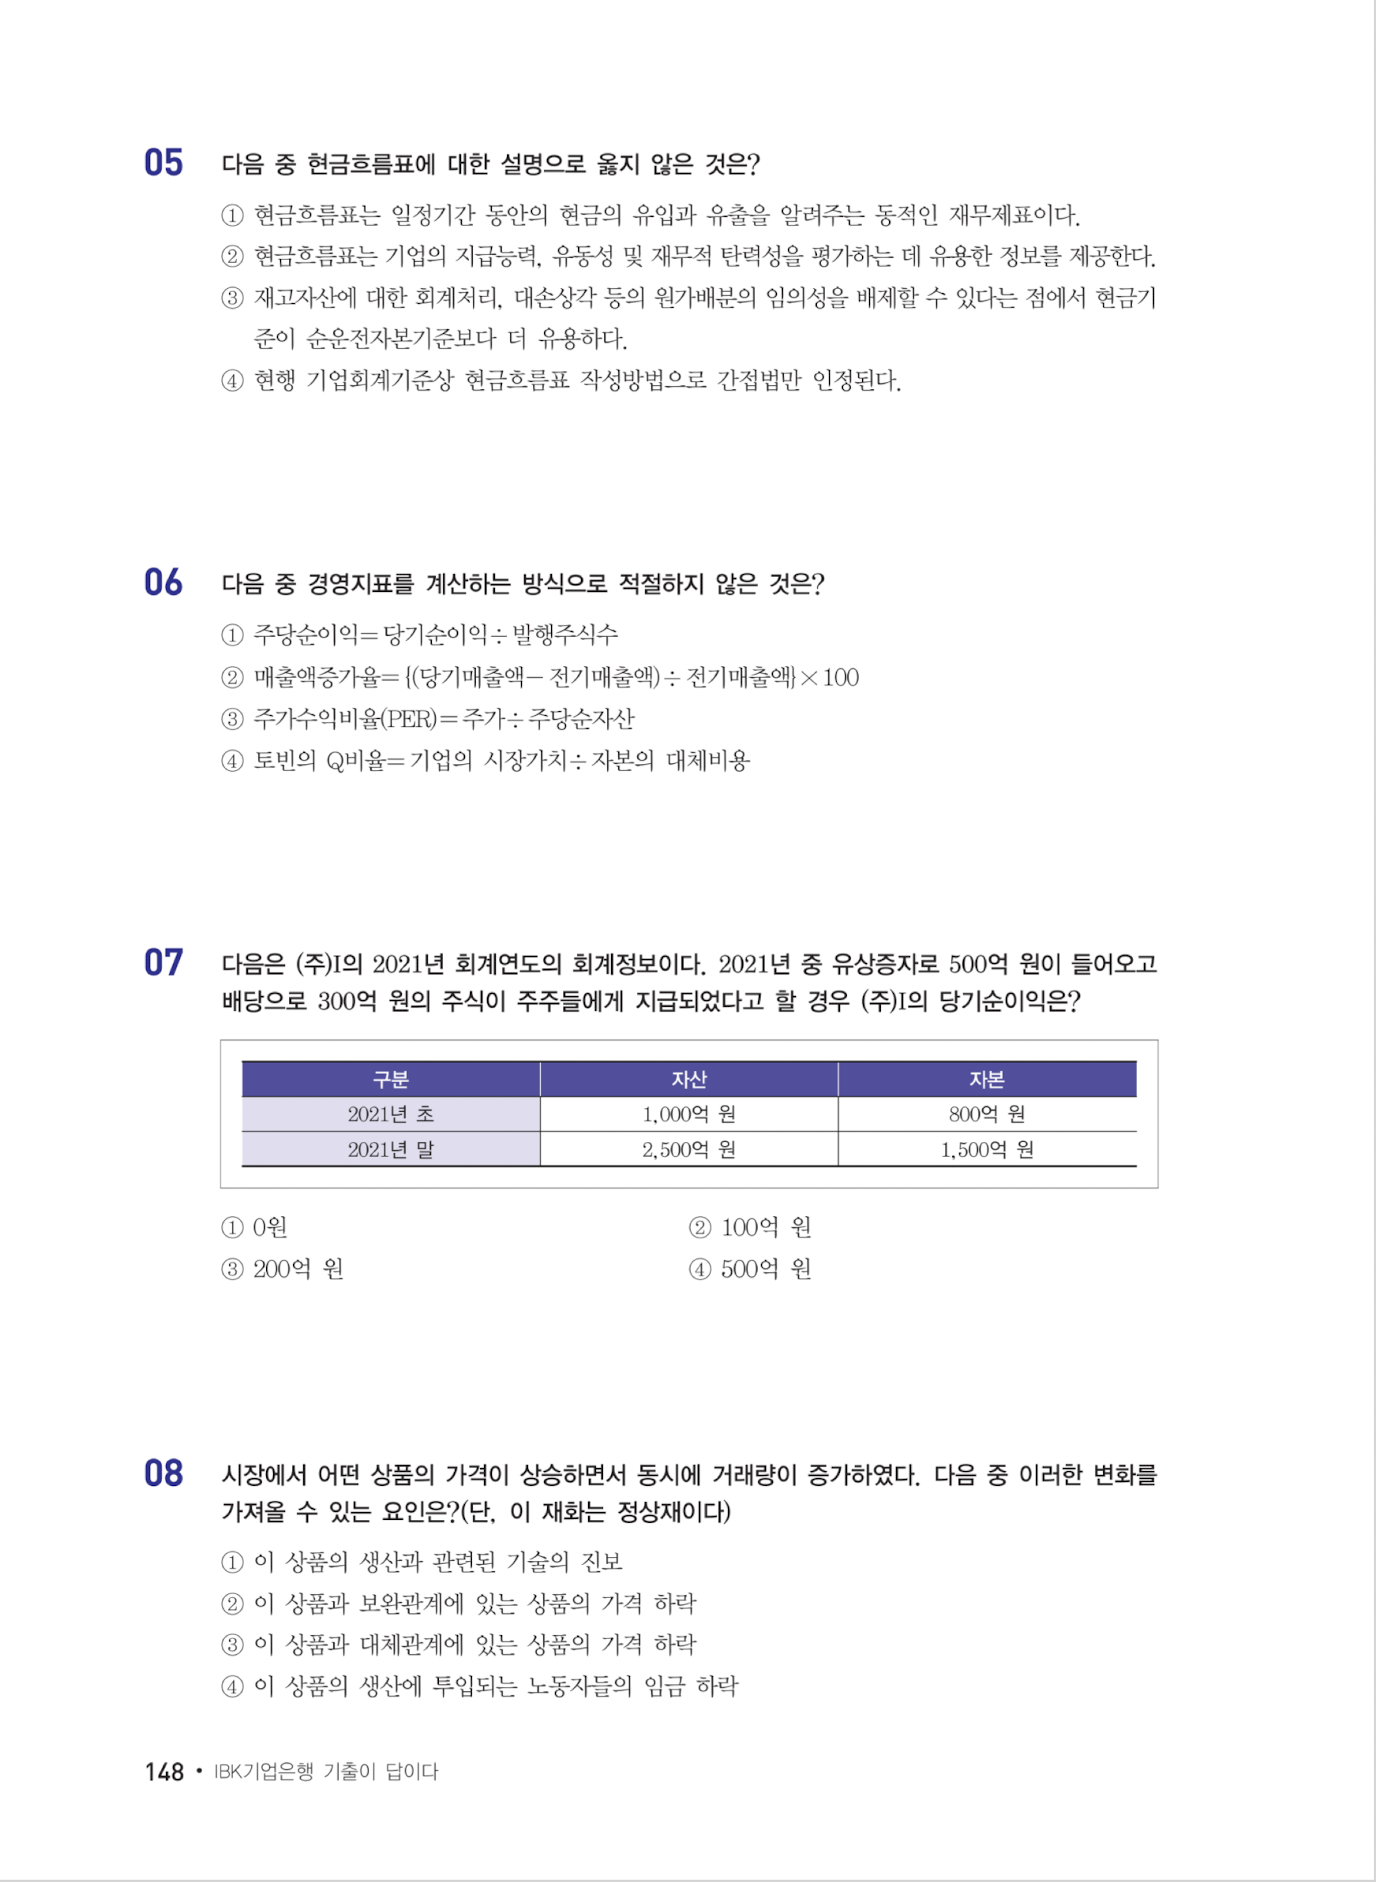 05 다음 중 현금흐름표에 대한 설명으로 옳지 않은 것은?
① 현금흐름표는 일정기간 동안의 현금의 유입과 유출을 알려주는 동적인 재무제표이다.
② 현금흐름표는 기업의 지급능력, 유동성 및 재무적 탄력성을 평가하는 데 유용한 정보를 제공한다.
③ 재고자산에 대한 회계처리, 대손상각 등의 원가배분의 임의성을 배제할 수 있다는 점에서 현금기
준이 순운전자본기준보다 더 유용하다.
④ 현행 기업회계기준상 현금흐름표 작성방법으로 간접법만 인정된다.
06 다음 중 경영지표를 계산하는 방식으로 적절하지 않은 것은?
① 주당순이익=당기순이익÷발행주식수
② 매출액증가율={(당기매출액-전기매출액)÷전기매출액}×100
③ 주가수익비율(PER)=주가÷주당순자산
④ 토빈의 Q비율=기업의 시장가치÷자본의 대체비용
07 다음은 (주)I의 2021년 회계연도의 회계정보이다. 2021년 중 유상증자로 500억 원이 들어오고
배당으로 300억 원의 주식이 주주들에게 지급되었다고 할 경우 (주)I의 당기순이익은?
구분 자산 자본
2021년 초 1,000억 원 800억 원
2021년 말 2,500억 원 1,500억 원
① 0원 ② 100억 원
③ 200억 원 ④ 500억 원
08 시장에서 어떤 상품의 가격이 상승하면서 동시에 거래량이 증가하였다. 다음 중 이러한 변화를
가져올 수 있는 요인은?(단, 이 재화는 정상재이다)
① 이 상품의 생산과 관련된 기술의 진보
② 이 상품과 보완관계에 있는 상품의 가격 하락
③ 이 상품과 대체관계에 있는 상품의 가격 하락
④ 이 상품의 생산에 투입되는 노동자들의 임금 하락
148 • IBK기업은행 기출이 답이다